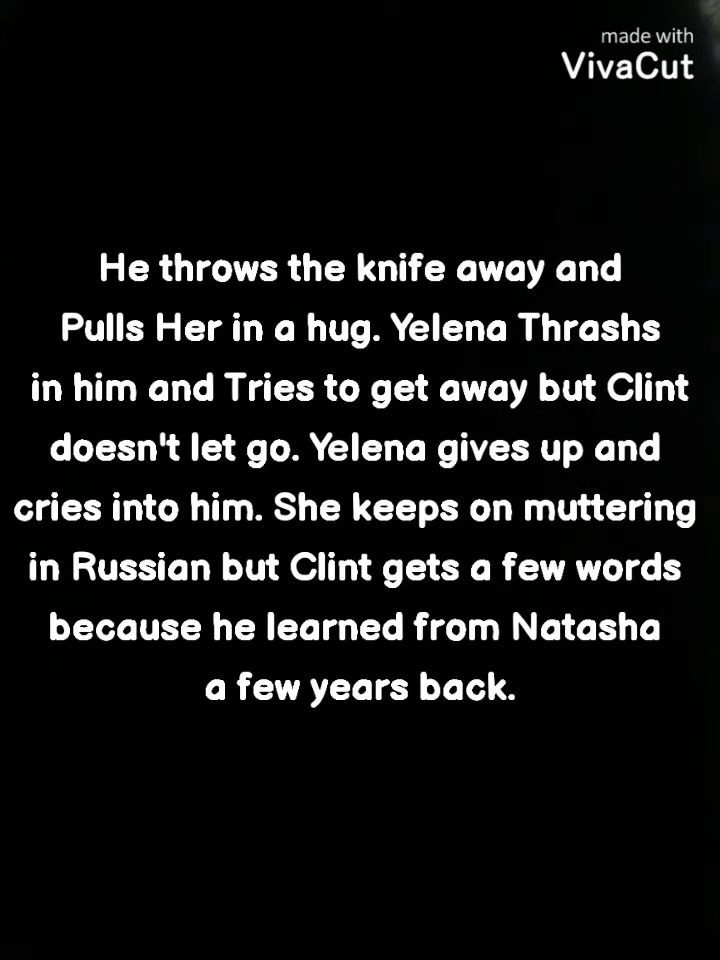 made with
VivaCut
He throws the knife away and
Pulls Her in a hug. Yelena Thrashs
in him and Tries to get away but Clint
doesn't let go. Yelena gives up and
cries into him. She keeps on muttering
in Russian but Clint gets a few words
because he learned from Natasha
a few years back.